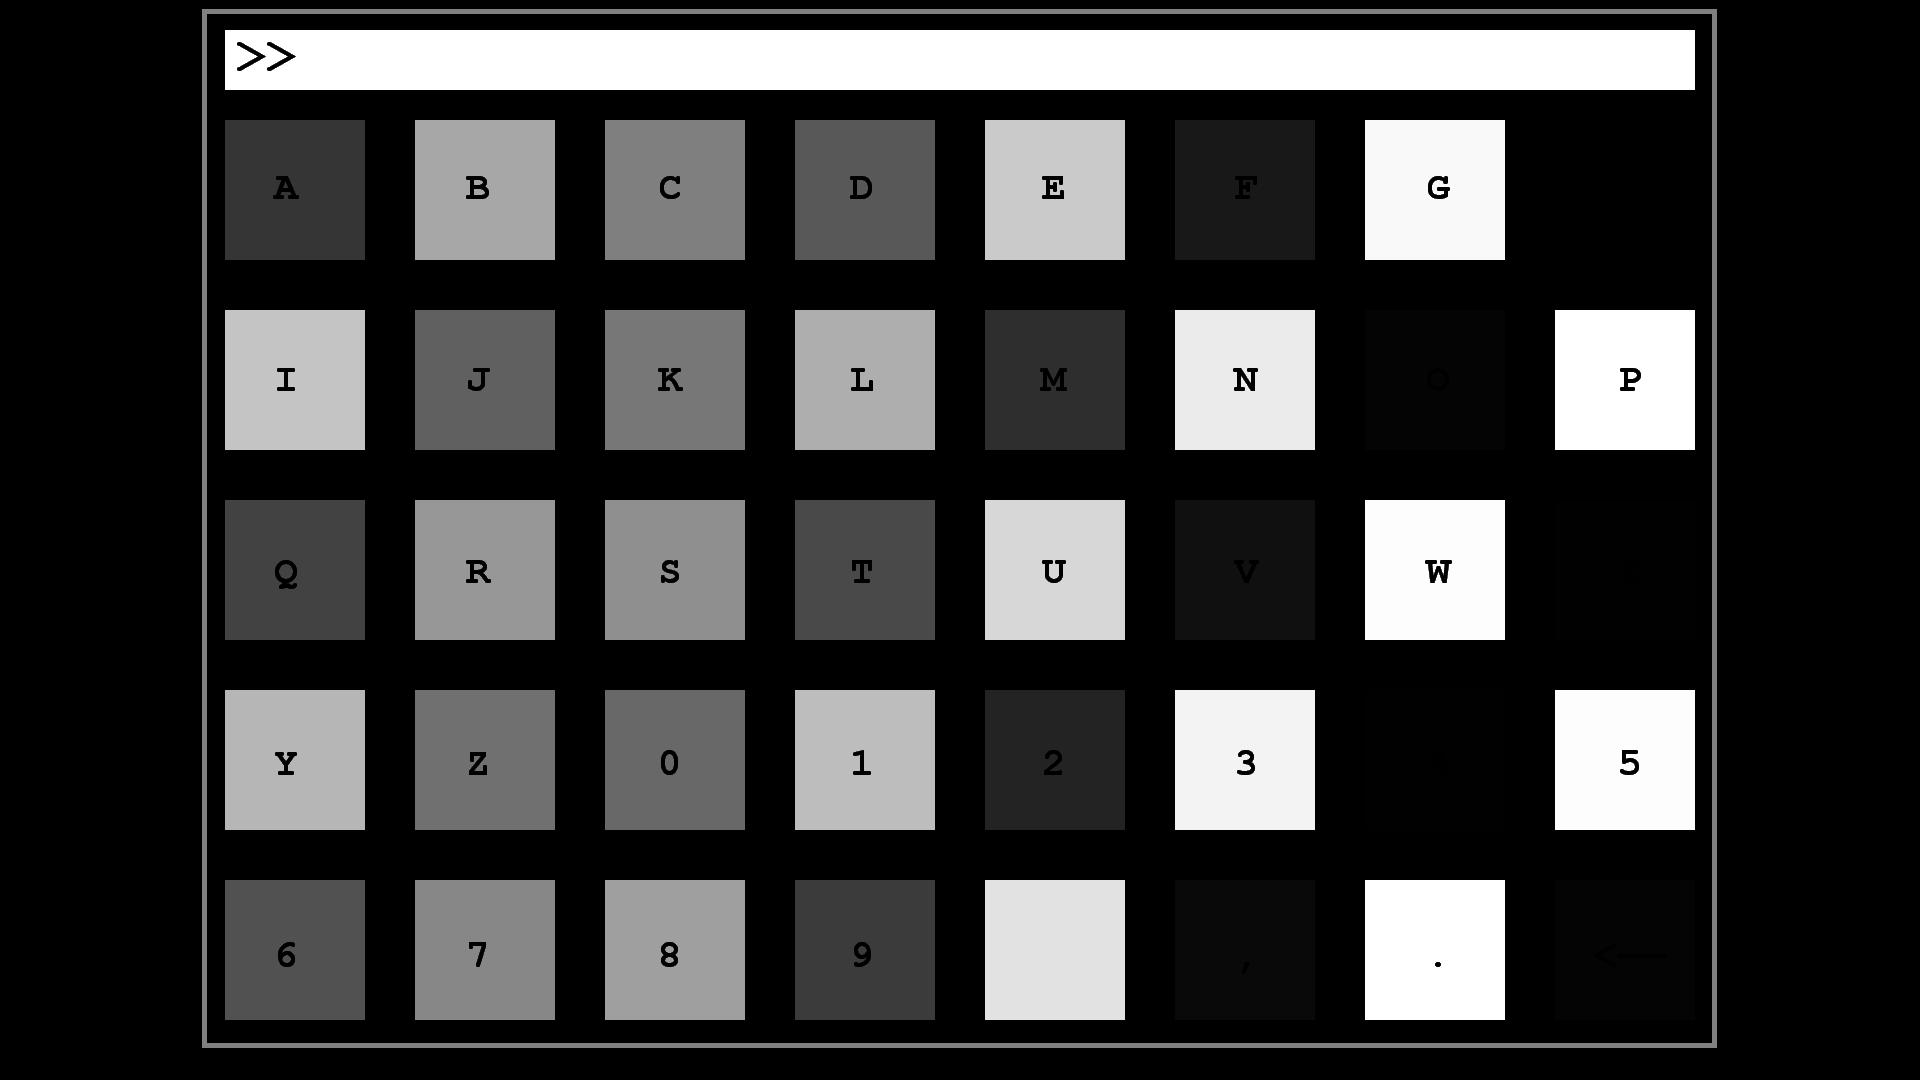 >>
A B C D E F G
I J K L M N O P
Q R S T U V W
Y Z 0 1 2 3 5
6 7 8 9 , . <—